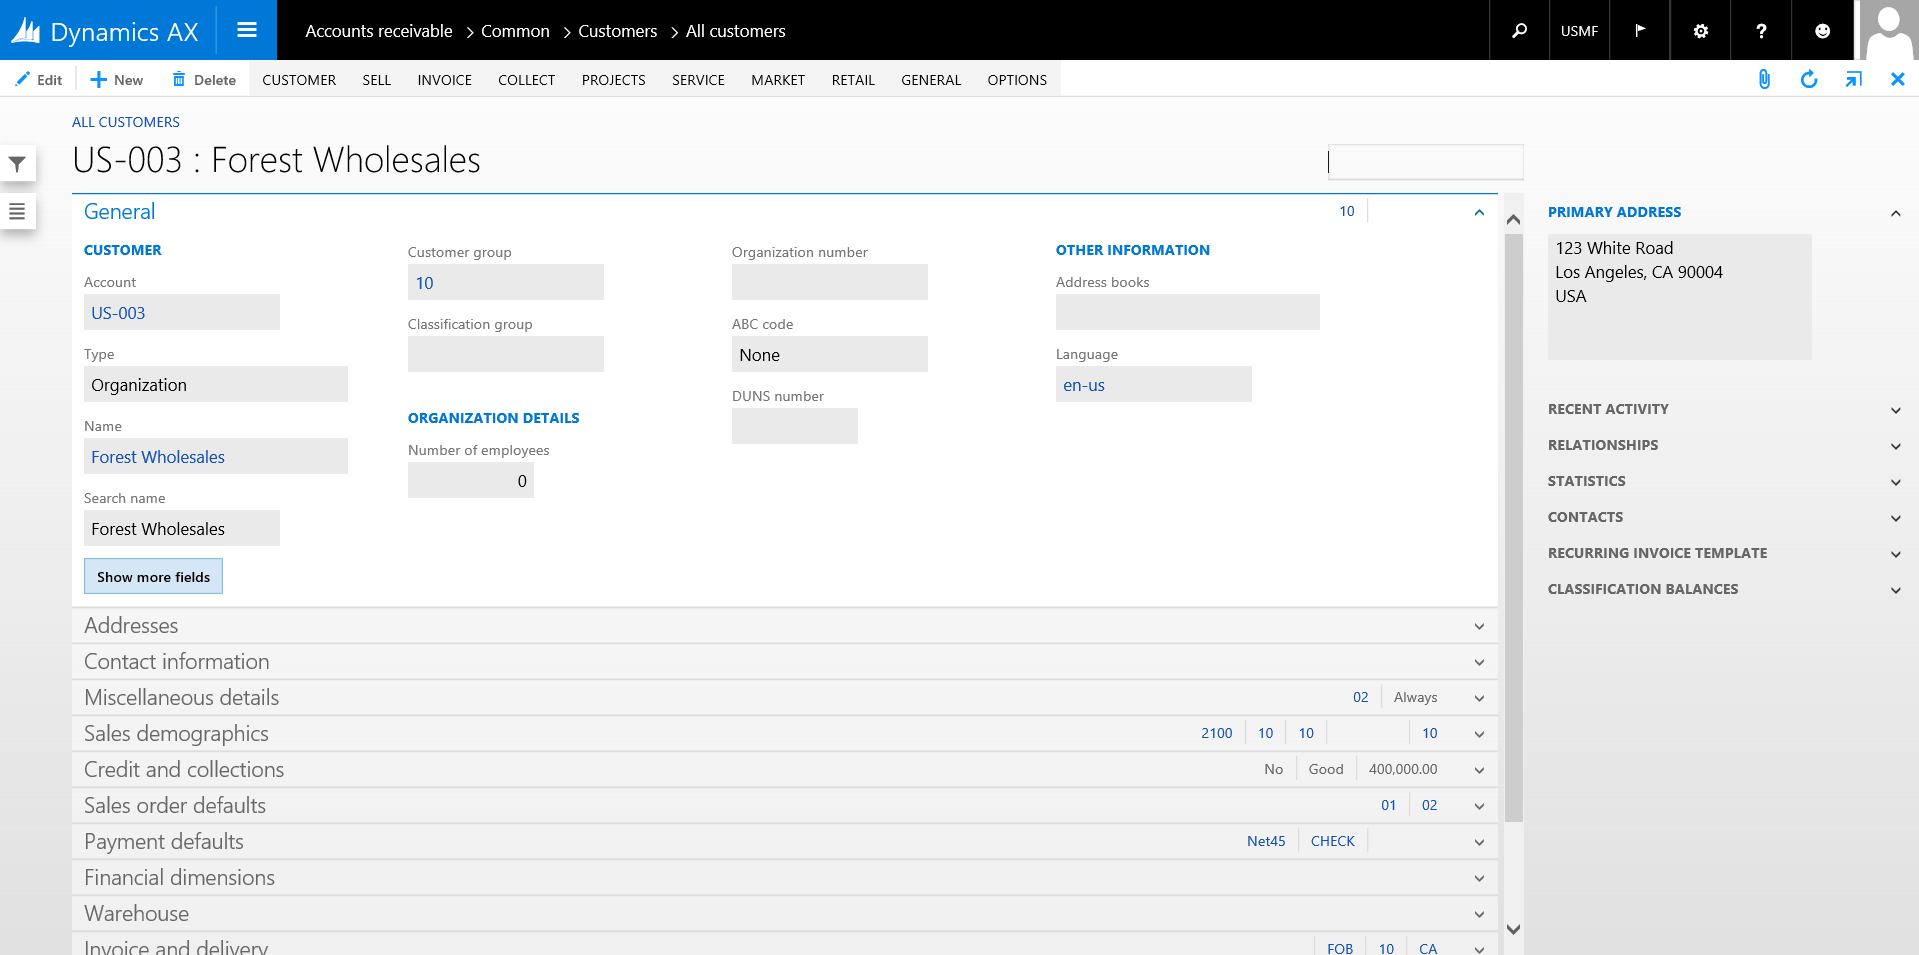 Dynamics AX
Accounts receivable > Common > Customers > All customers
USMF
Edit New Delete CUSTOMER SELL INVOICE COLLECT PROJECTS SERVICE MARKET RETAIL GENERAL OPTIONS
ALL CUSTOMERS
US-003 : Forest Wholesales
General 10
CUSTOMER
Account
US-003
Type
Organization
Name
Forest Wholesales
Search name
Forest Wholesales
Show more fields
Customer group
10
Classification group
ORGANIZATION DETAILS
Number of employees
0
Organization number
ABC code
None
DUNS number
OTHER INFORMATION
Address books
Language
en-us
Addresses
Contact information
Miscellaneous details 02 Always
Sales demographics 2100 10 10 10
Credit and collections No Good 400,000.00
Sales order defaults 01 02
Payment defaults Net45 CHECK
Financial dimensions
Warehouse
Invoice and delivery FOB 10 CA
PRIMARY ADDRESS
123 White Road
Los Angeles, CA 90004
USA
RECENT ACTIVITY
RELATIONSHIPS
STATISTICS
CONTACTS
RECURRING INVOICE TEMPLATE
CLASSIFICATION BALANCES